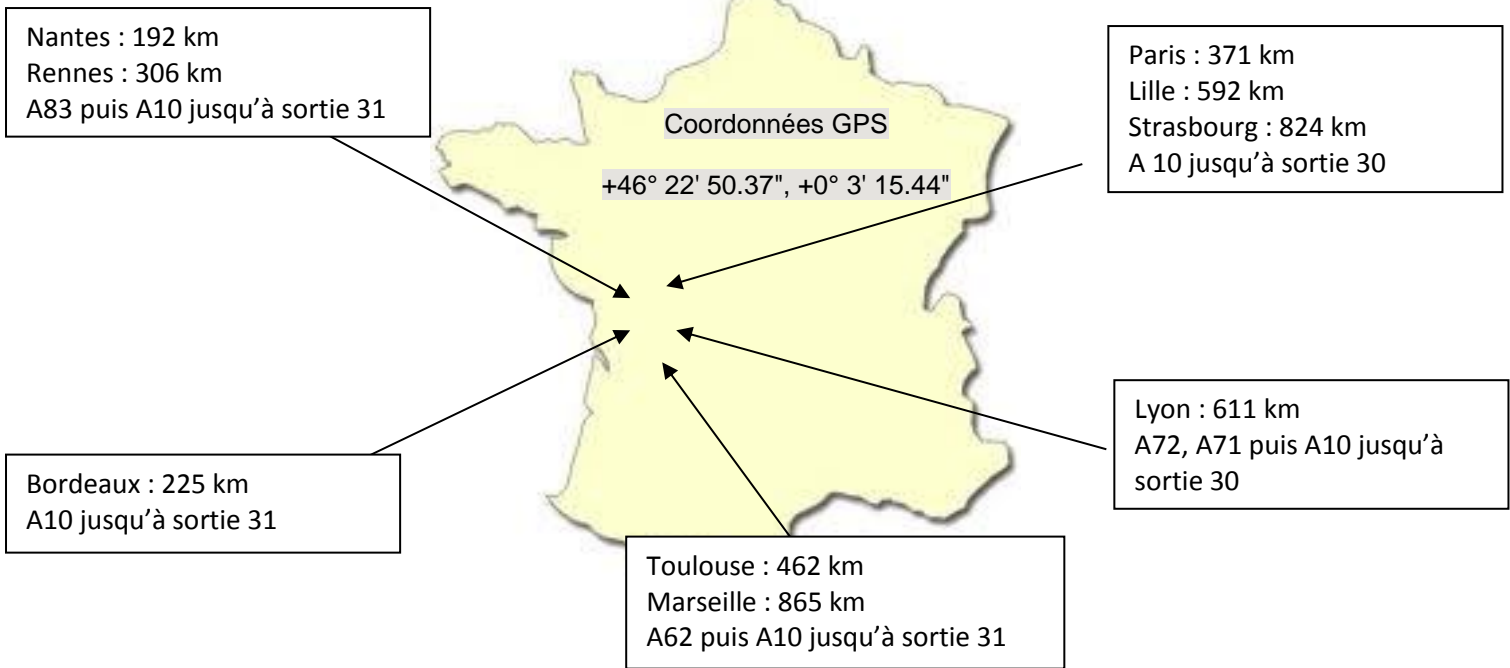 Nantes : 192 km
Rennes : 306 km
A83 puis A10 jusqu’à sortie 31
Coordonnées GPS
+46° 22' 50.37", +0° 3' 15.44"
Paris : 371 km
Lille : 592 km
Strasbourg : 824 km
A 10 jusqu’à sortie 30
Bordeaux : 225 km
A10 jusqu’à sortie 31
Lyon : 611 km
A72, A71 puis A10 jusqu’à
sortie 30
Toulouse : 462 km
Marseille : 865 km
A62 puis A10 jusqu’à sortie 31